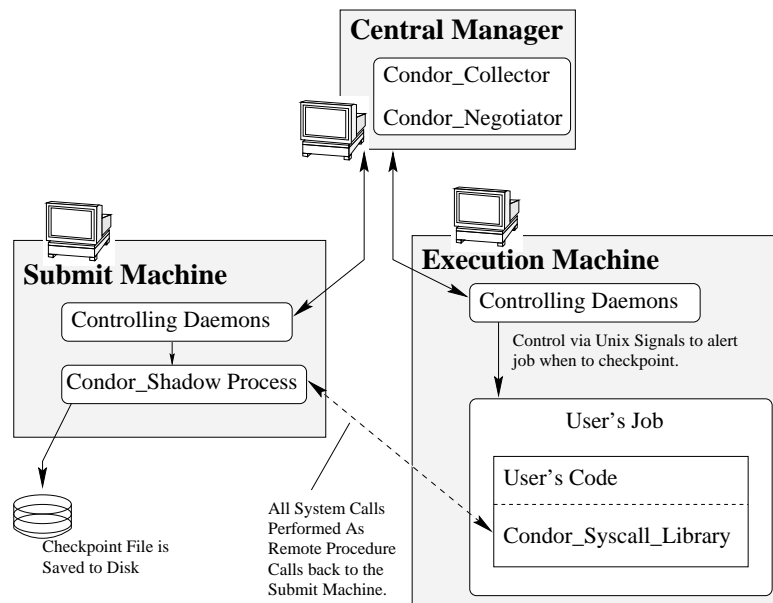 Central Manager
Condor_Collector
Condor_Negotiator
Submit Machine
Controlling Daemons
Condor_Shadow Process
Checkpoint File is
Saved to Disk
All System Calls
Performed As
Remote Procedure
Calls back to the
Submit Machine.
Execution Machine
Controlling Daemons
Control via Unix Signals to alert
job when to checkpoint.
User's Job
User's Code
Condor_Syscall_Library